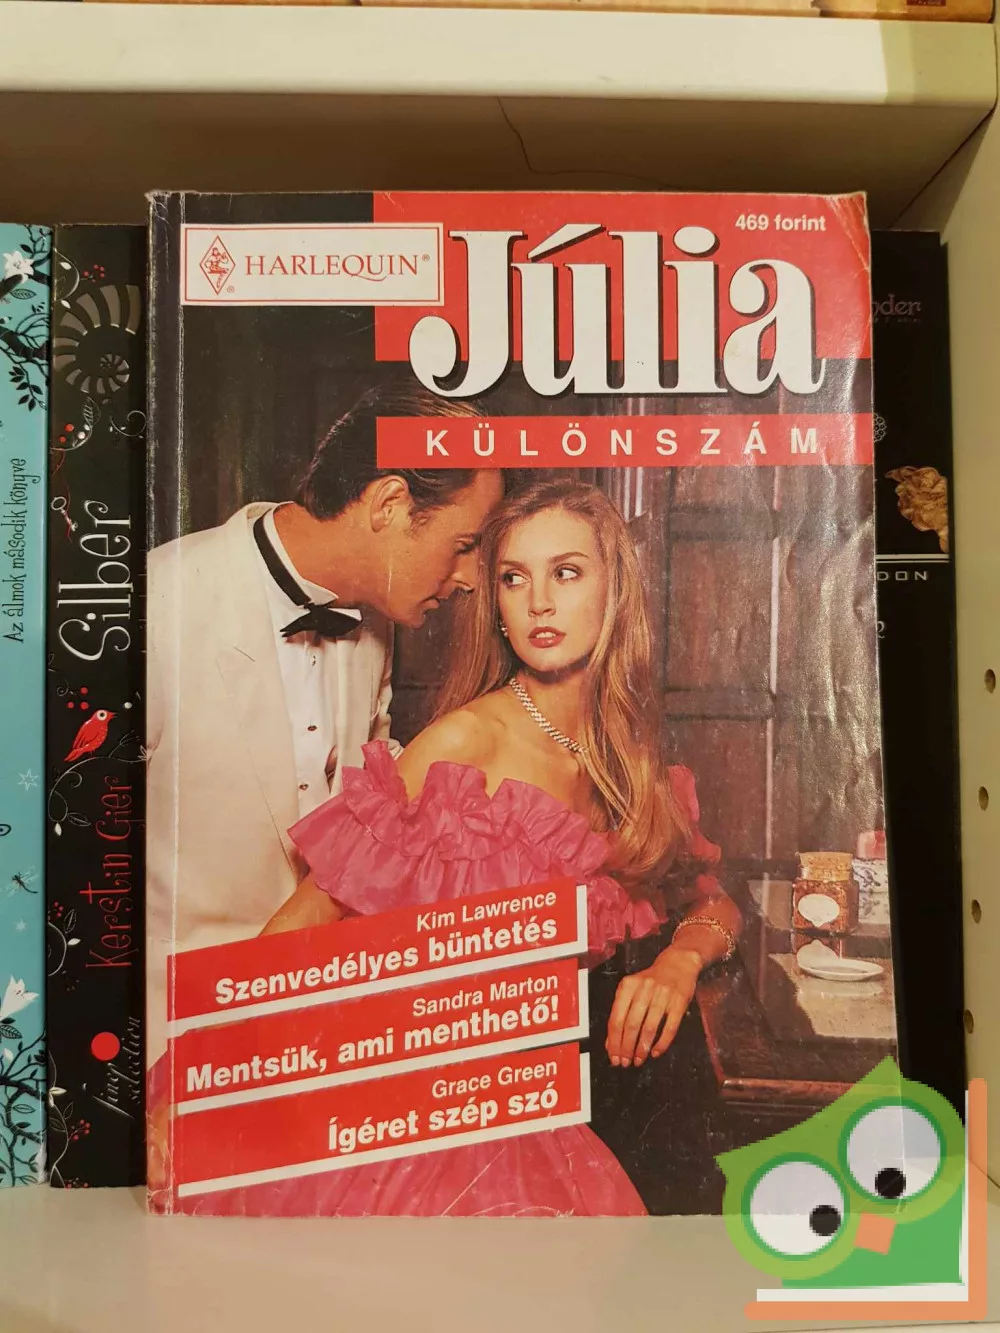 469 forint
HARLEQUIN®
Júlia
KÜLÖNSZÁM
Kim Lawrence
Szenvedélyes büntetés
Sandra Marton
Mentsük, ami menthető!
Grace Green
Ígéret szép szó
Az álmok második könyve
Silber
Kerstin Gier
DON